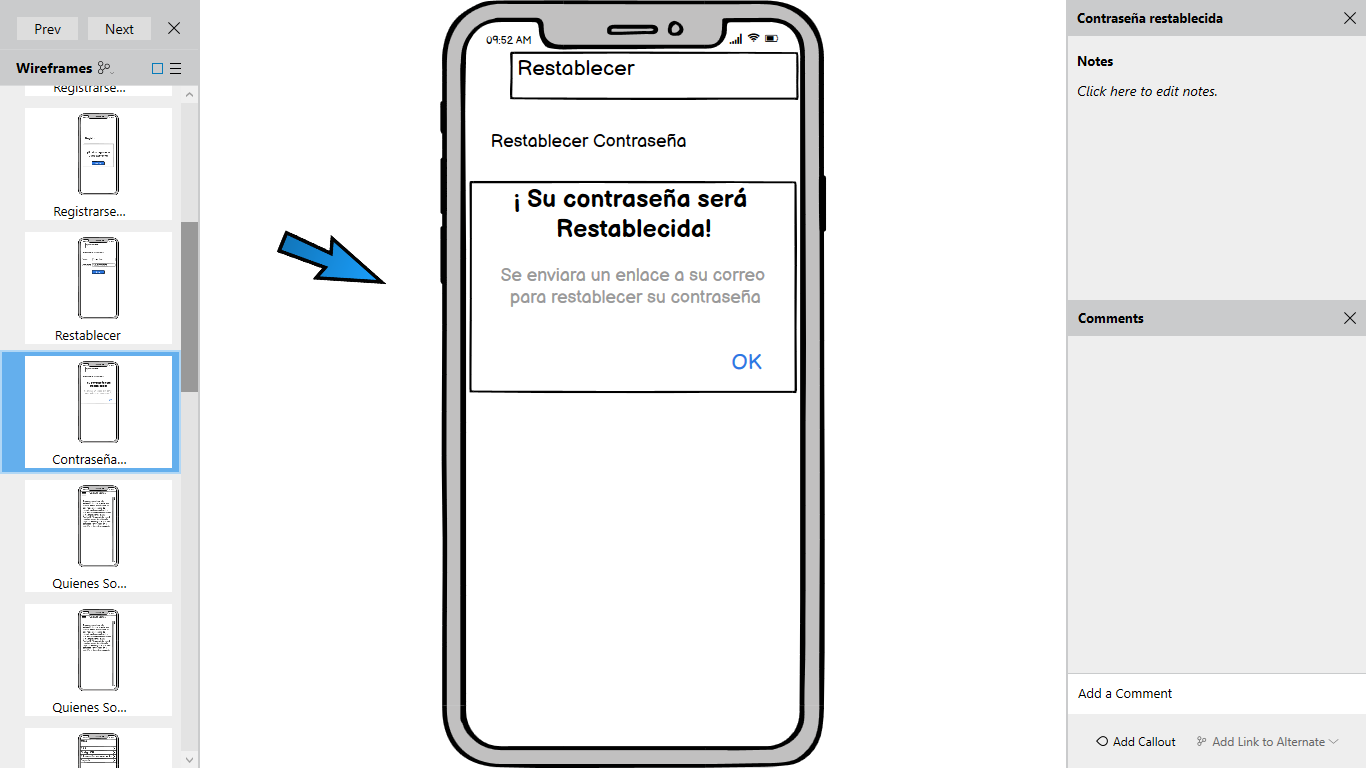 Prev
Next
Wireframes
Registrarse...
Registrarse...
Restablecer
Contraseña...
Quienes So...
Quienes So...
09:52 AM
Restablecer
Restablecer Contraseña
¡ Su contraseña será
Restablecida!
Se enviara un enlace a su correo
para restablecer su contraseña
OK
Contraseña restablecida
Notes
Click here to edit notes.
Comments
Add a Comment
Add Callout
Add Link to Alternate